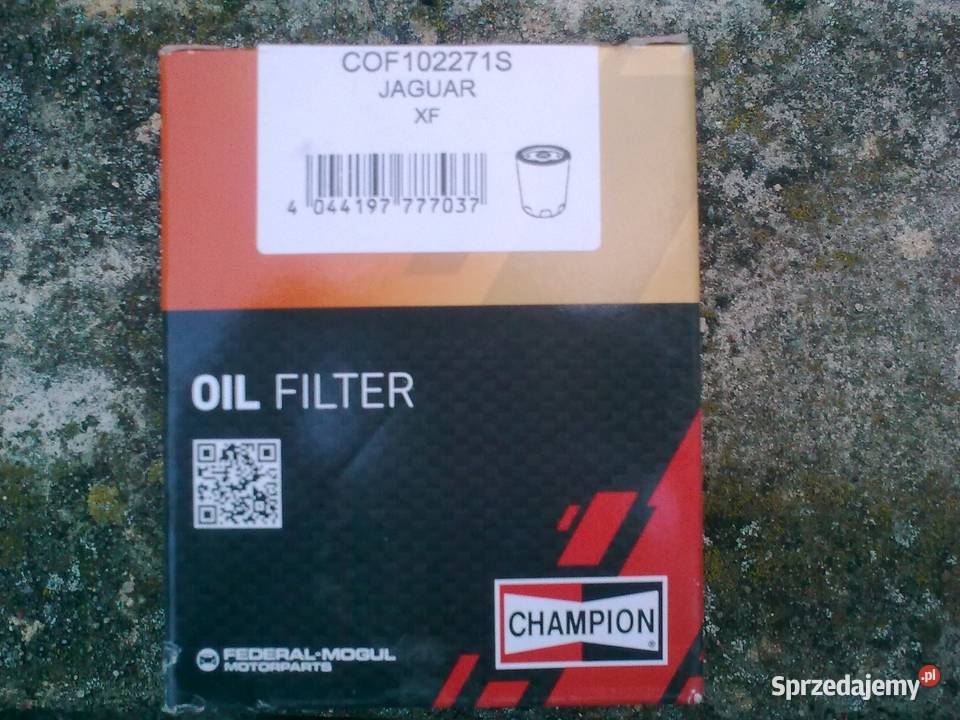 COF102271S
JAGUAR
XF
4 044197 777037
OIL FILTER
FEDERAL-MOGUL
MOTORPARTS
CHAMPION
®
Sprzedajemy.pl